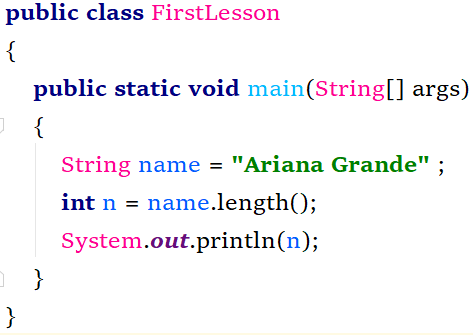 public class FirstLesson
{
public static void main(String[] args)
{
String name = "Ariana Grande" ;
int n = name.length();
System.out.println(n);
}
}